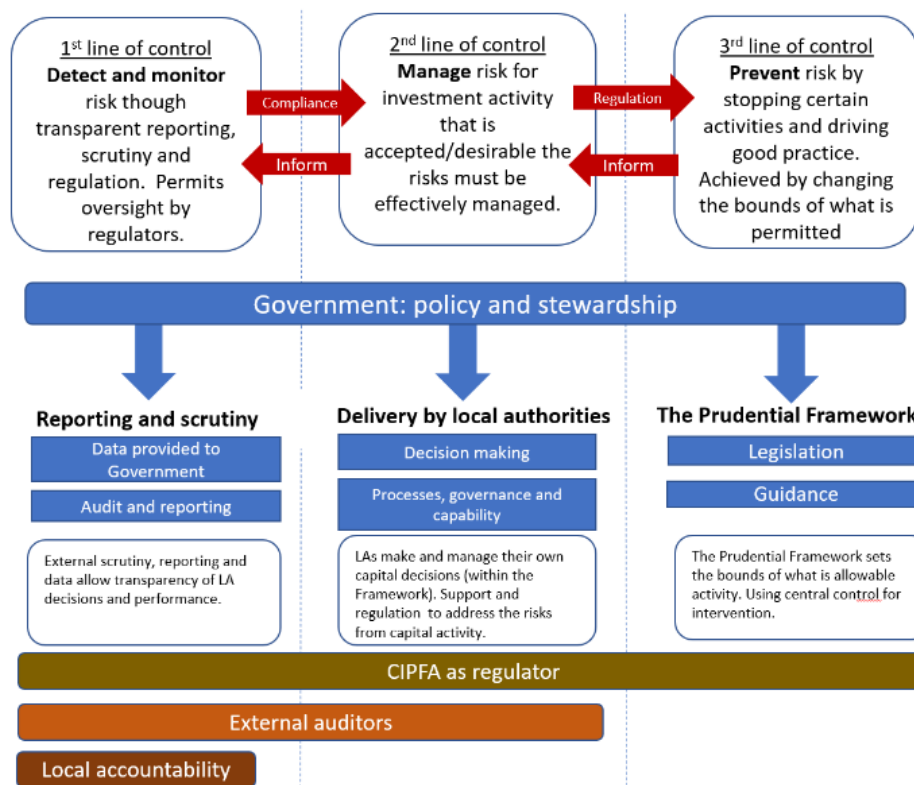 1st line of control
Detect and monitor
risk though
transparent reporting,
scrutiny and
regulation.  Permits
oversight by
regulators.
Compliance
Inform
2nd line of control
Manage risk for
investment activity
that is
accepted/desirable the
risks must be
effectively managed.
Regulation
Inform
3rd line of control
Prevent risk by
stopping certain
activities and driving
good practice.
Achieved by changing
the bounds of what is
permitted
Government: policy and stewardship
Reporting and scrutiny
Data provided to
Government
Audit and reporting
External scrutiny, reporting and
data allow transparency of LA
decisions and performance.
Delivery by local authorities
Decision making
Processes, governance and
capability
LAs make and manage their own
capital decisions (within the
Framework). Support and
regulation  to address the risks
from capital activity.
The Prudential Framework
Legislation
Guidance
The Prudential Framework sets
the bounds of what is allowable
activity. Using central control for
intervention.
CIPFA as regulator
External auditors
Local accountability